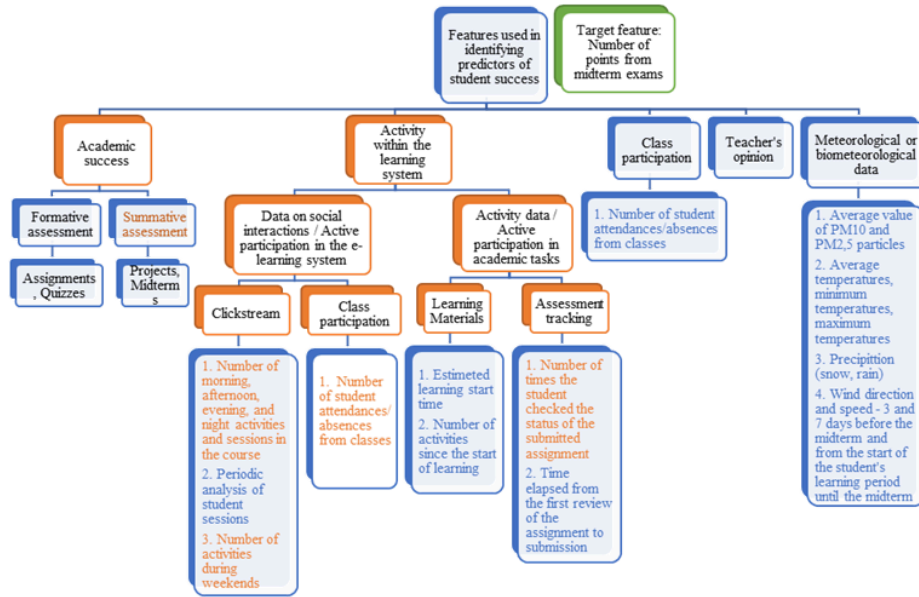 Features used in
identifying
predictors of
student success
Target feature:
Number of
points from
midterm exams
Academic
success
Activity
within the
learning
system
Class
participation
Teacher's
opinion
Meteorological or
biometeorological
data
Formative
assessment
Summative
assessment
Assignments
, Quizzes
Projects,
Midterm
s
Data on social
interactions / Active
participation in the e-
learning system
Activity data /
Active
participation in
academic tasks
1. Number of student
attendances/absences
from classes
1. Average value
of PM10 and
PM2,5 particles
2. Average
temperatures,
minimum
temperatures,
maximum
temperatures
3. Precipittion
(snow, rain)
4. Wind direction
and speed - 3 and
7 days before the
midterm and
from the start of
the student's
learning period
until the midterm
Clickstream
Class
participation
Learning
Materials
Assessment
tracking
1. Number of
morning,
afternoon,
evening, and
night activities
and sessions in
the course
2. Periodic
analysis of
student
sessions
3. Number of
activities
during
weekends
1. Number
of student
attendances/
absences
from classes
1. Estimeted
learning start
time
2. Number of
activities
since the start
of learning
1. Number of
times the
student
checked the
status of the
submitted
assignment
2. Time
elapsed from
the first review
of the
assignment to
submission